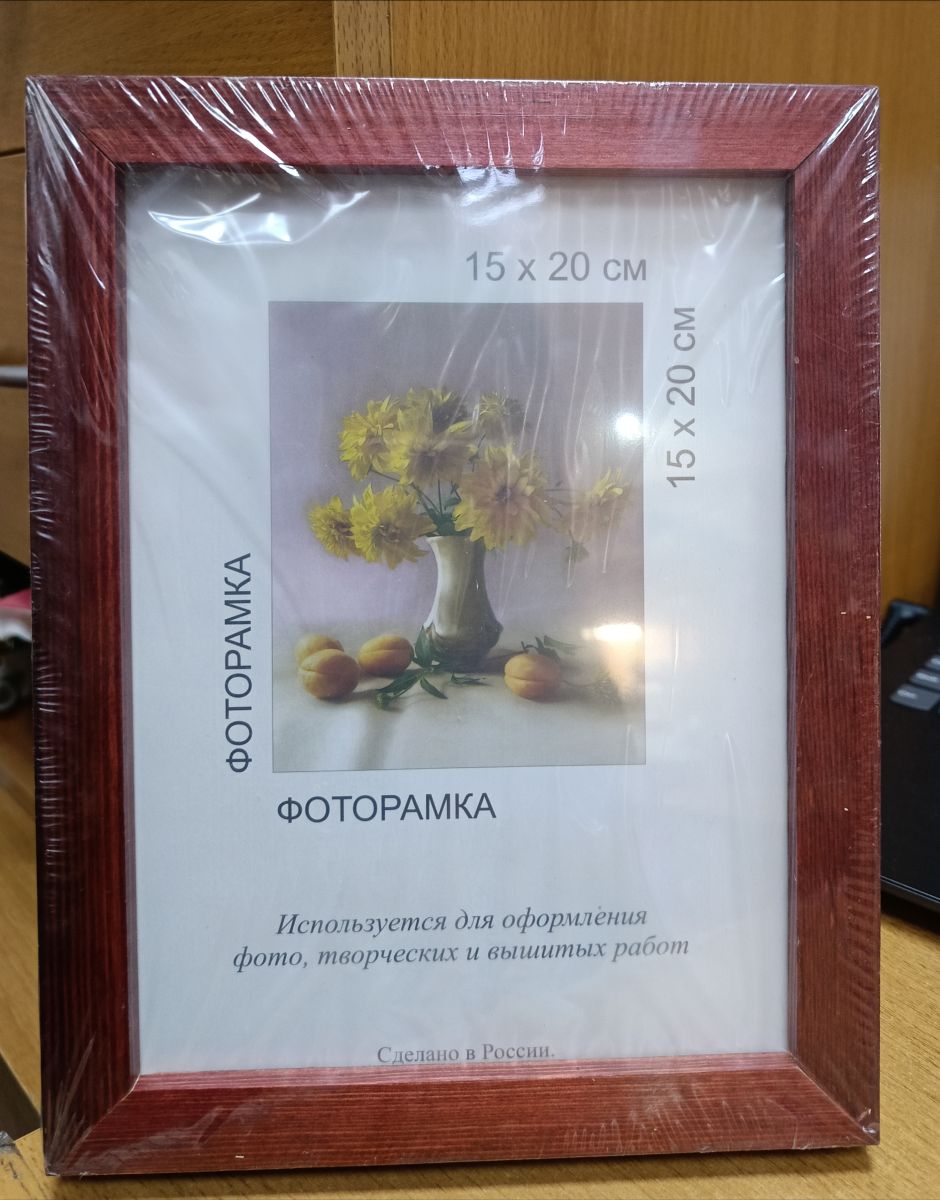 15 x 20 см
15 x 20 см
ФОТОРАМКА
ФОТОРАМКА
Используется для оформления
фото, творческих и вышитых работ
Сделано в России.